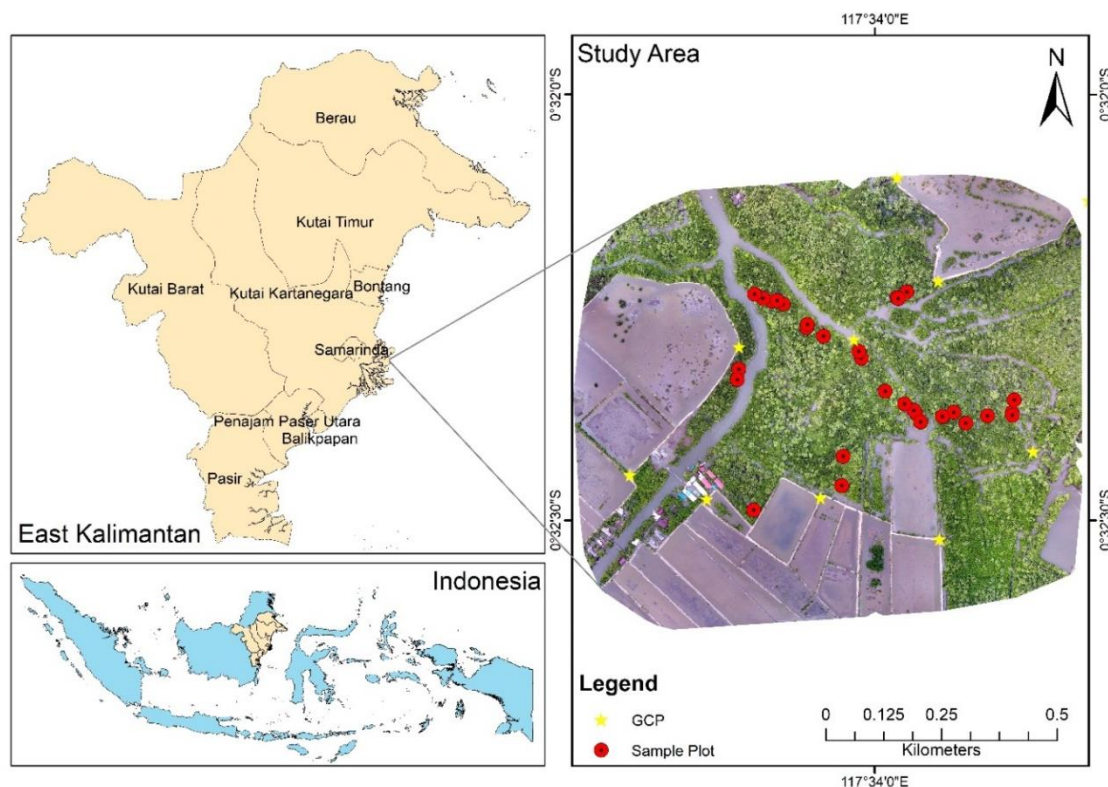 Berau
Kutai Timur
Kutai Barat
Kutai Kartanegara
Bontang
Samarinda
Penajam Paser Utara
Balikpapan
Pasir
East Kalimantan
Indonesia
117°34'0"E
Study Area
N
0°32'0"S
0°32'0"S
0°32'30"S
0°32'30"S
Legend
GCP
Sample Plot
0 0.125 0.25 0.5
Kilometers
117°34'0"E